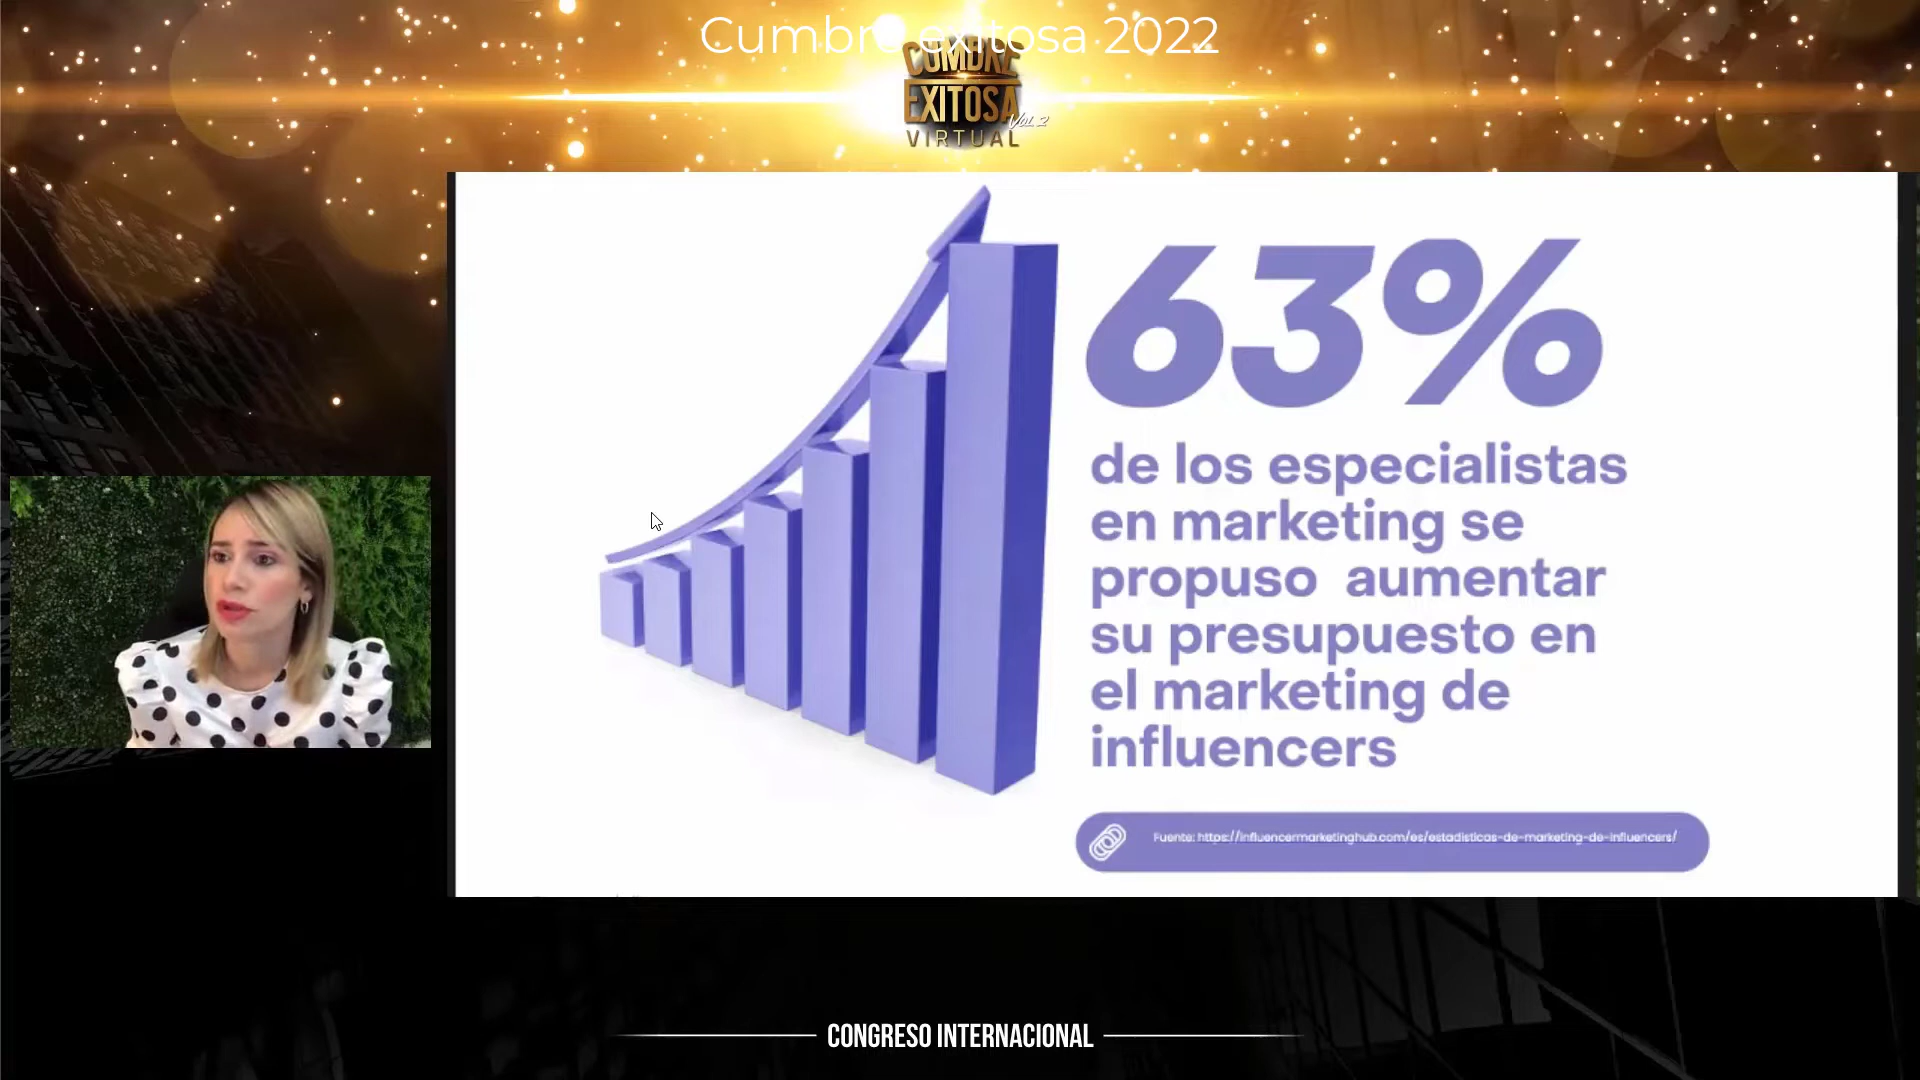 Cumbre exitosa 2022
CUMBRE
EXITOSA
Vol 2
VIRTUAL
63%
de los especialistas
en marketing se
propuso aumentar
su presupuesto en
el marketing de
influencers
Fuente: https://influencermarketinghub.com/es/estadisticas-de-marketing-de-influencers/
CONGRESO INTERNACIONAL